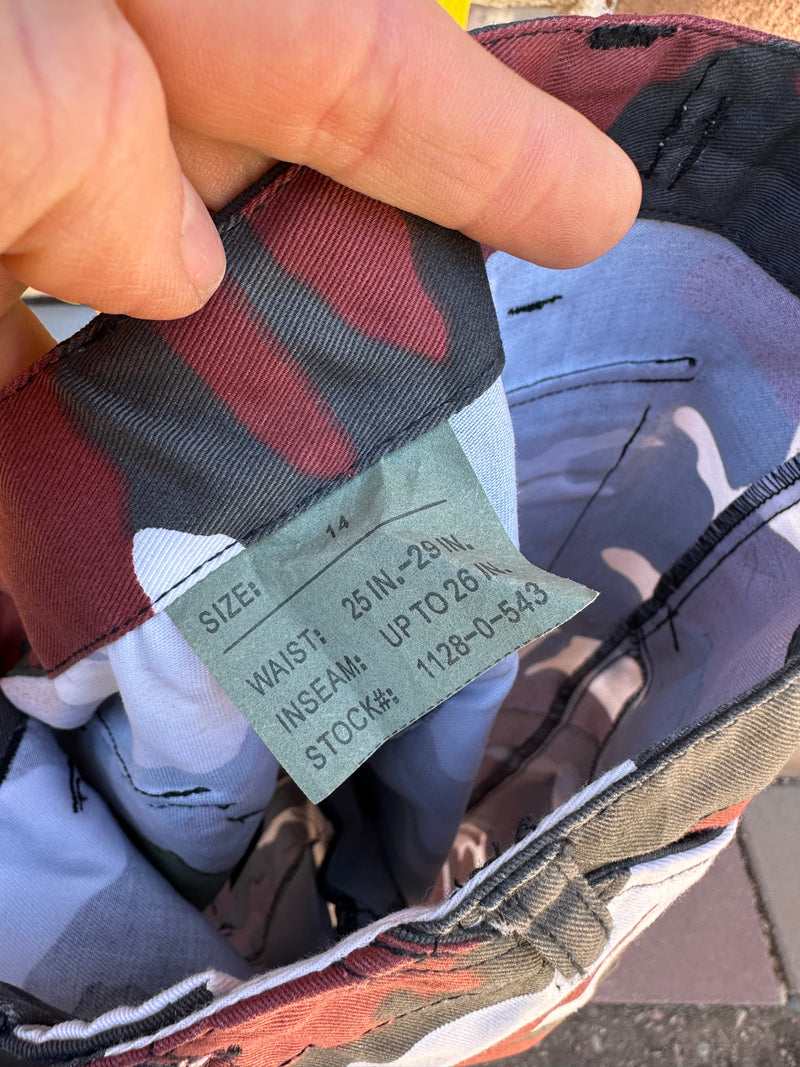 SIZE: 14
WAIST: 25 IN.-29 IN.
INSEAM: UP TO 26 IN.
STOCK#: 1128-0-543